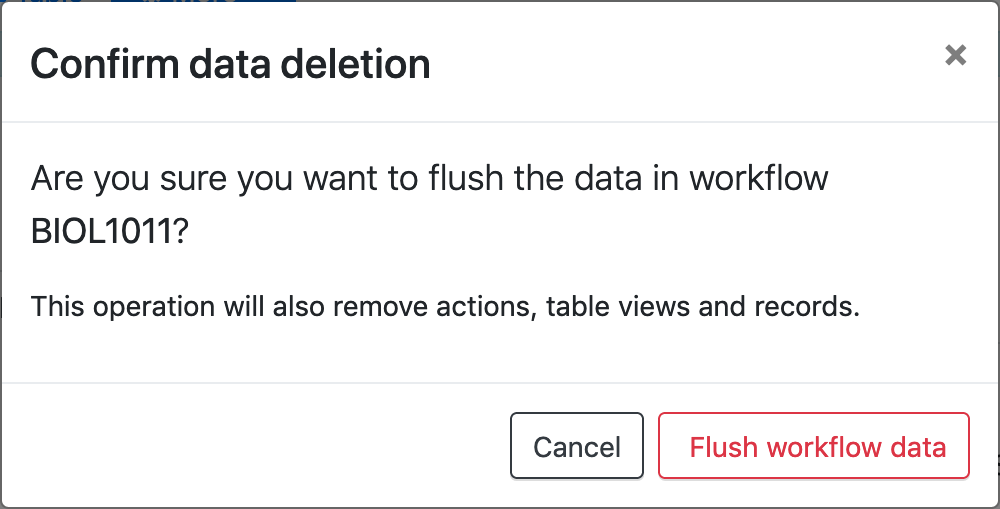 Confirm data deletion
×
Are you sure you want to flush the data in workflow
BIOL1011?
This operation will also remove actions, table views and records.
Cancel
Flush workflow data